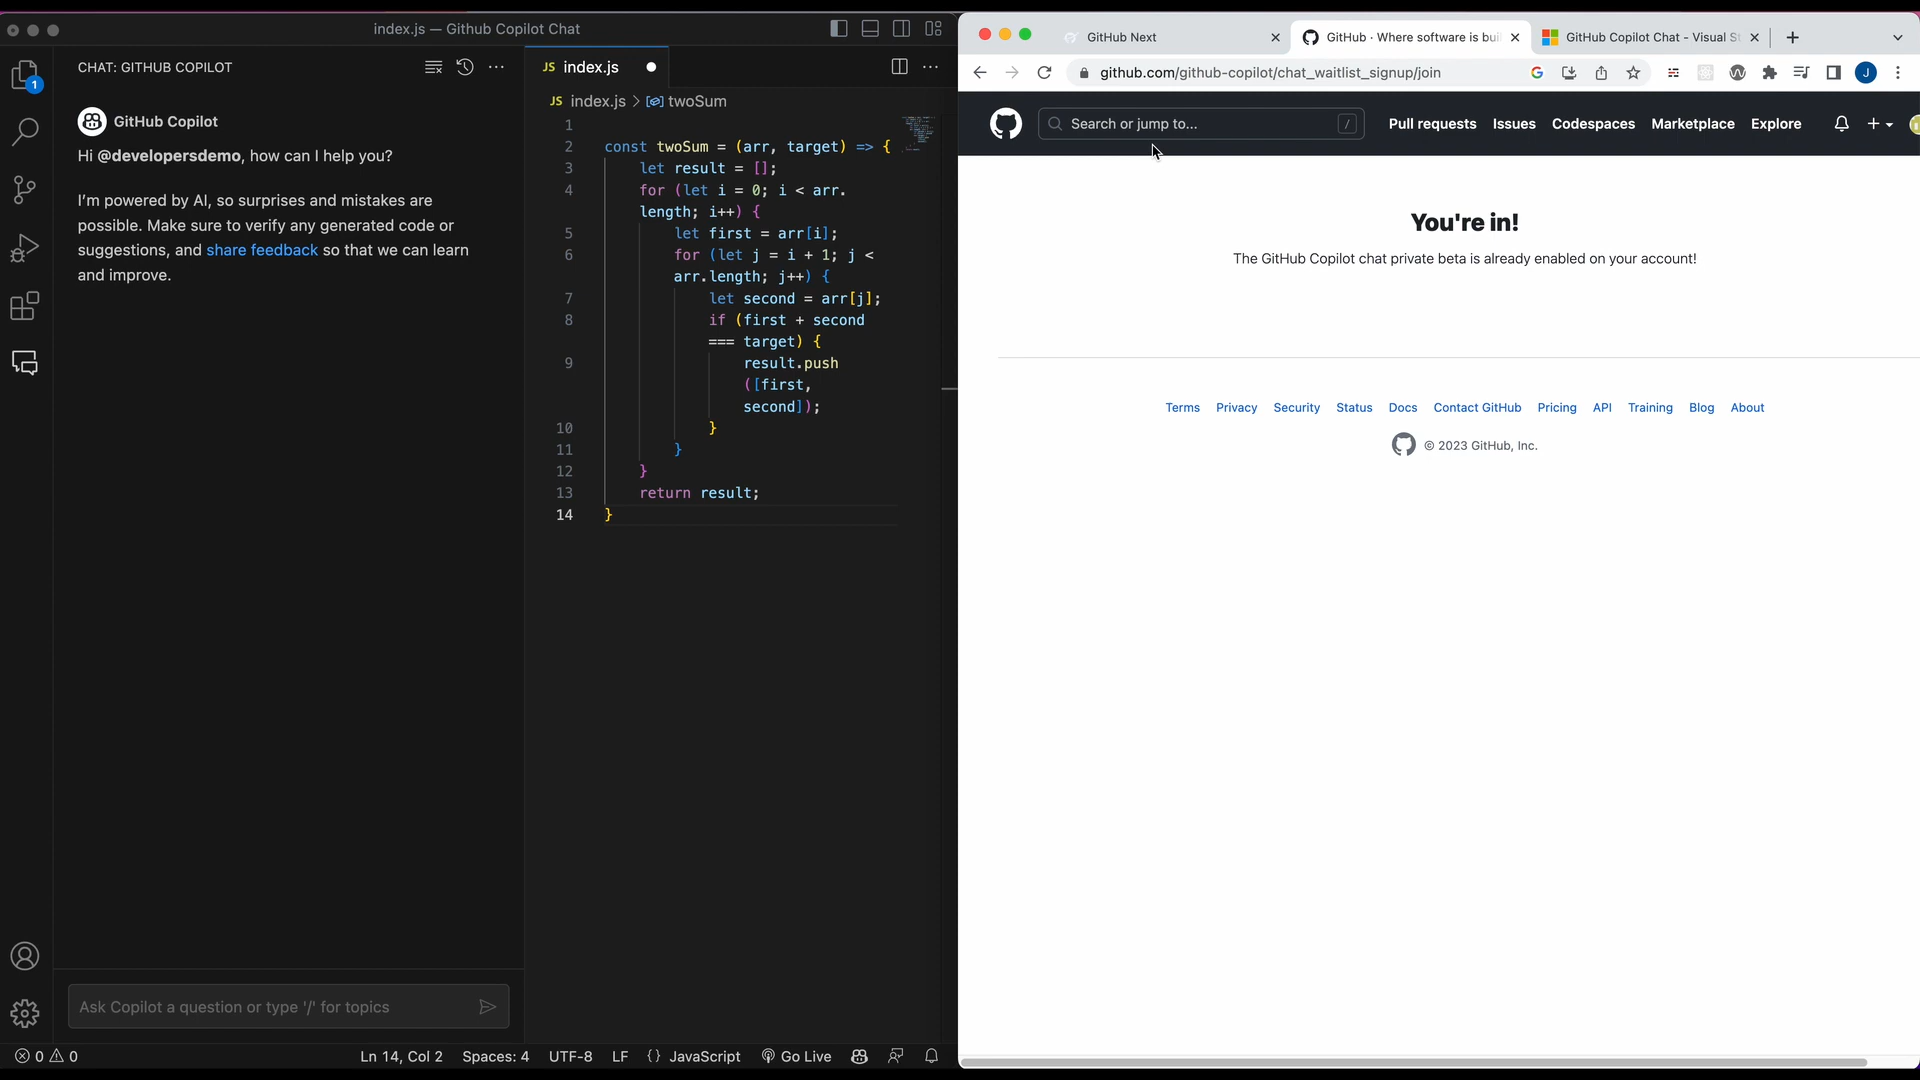 index.js — Github Copilot Chat
1
CHAT: GITHUB COPILOT
GitHub Copilot
Hi @developersdemo, how can I help you?
I'm powered by AI, so surprises and mistakes are
possible. Make sure to verify any generated code or
suggestions, and share feedback so that we can learn
and improve.
Ask Copilot a question or type '/' for topics
JS index.js
JS index.js > twoSum
1
2 const twoSum = (arr, target) => {
3 let result = [];
4 for (let i = 0; i < arr.
length; i++) {
5 let first = arr[i];
6 for (let j = i + 1; j <
arr.length; j++) {
7 let second = arr[j];
8 if (first + second
=== target) {
9 result.push
([first,
second]);
10 }
11 }
12 }
13 return result;
14 }
0 0 Ln 14, Col 2 Spaces: 4 UTF-8 LF {} JavaScript Go Live
GitHub Next
GitHub · Where software is bui
GitHub Copilot Chat - Visual St
github.com/github-copilot/chat_waitlist_signup/join
G
J
Search or jump to... /
Pull requests Issues Codespaces Marketplace Explore
You're in!
The GitHub Copilot chat private beta is already enabled on your account!
Terms Privacy Security Status Docs Contact GitHub Pricing API Training Blog About
© 2023 GitHub, Inc.